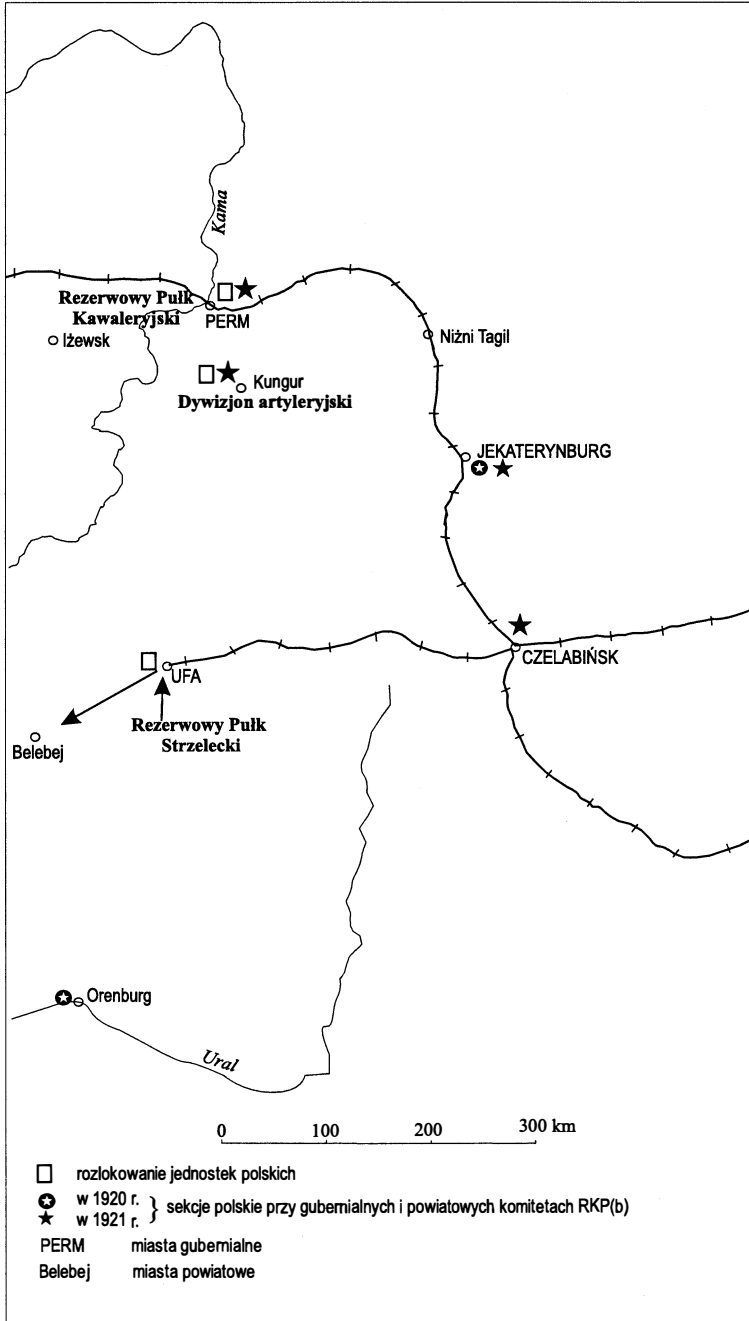 Kama
Rezerwowy Pułk
Kawaleryjski
PERM
Iżewsk
Niżni Tagil
Kungur
Dywizjon artyleryjski
JEKATERYNBURG
CZELABIŃSK
UFA
Rezerwowy Pułk
Strzelecki
Belebej
Orenburg
Ural
0 100 200 300 km
rozlokowanie jednostek polskich
w 1920 r.
w 1921 r. } sekcje polskie przy gubernialnych i powiatowych komitetach RKP(b)
PERM miasta gubernialne
Belebej miasta powiatowe